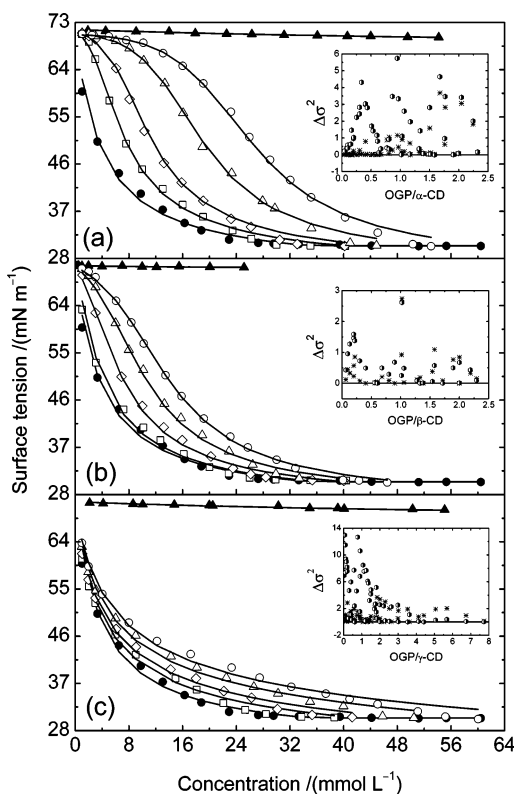 73
64
55
46
37
28
(a)
6
5
4
3
2
1
0
-1
Δσ²
0.0 0.5 1.0 1.5 2.0 2.5
OGP/α-CD
Surface tension /(mN m⁻¹)
64
55
46
37
28
(b)
3
2
1
0
Δσ²
0.0 0.5 1.0 1.5 2.0 2.5
OGP/β-CD
64
55
46
37
28
(c)
14
12
10
8
6
4
2
0
-2
Δσ²
0 1 2 3 4 5 6 7 8
OGP/γ-CD
0 8 16 24 32 40 48 56 64
Concentration /(mmol L⁻¹)